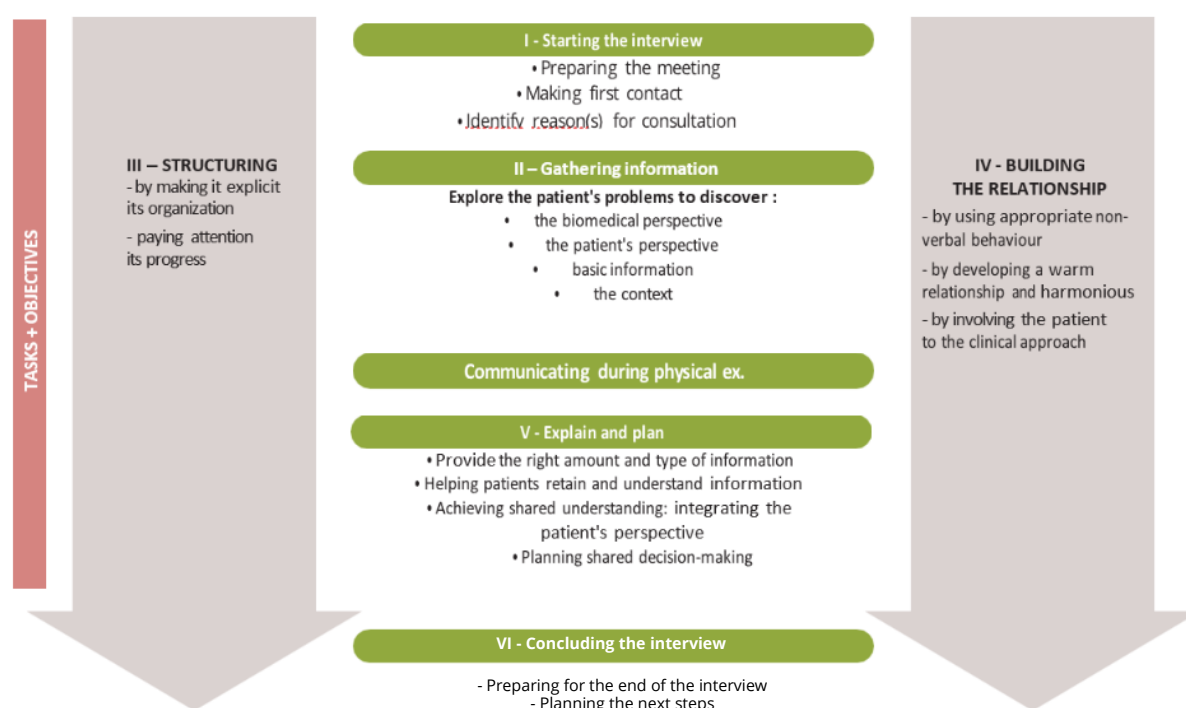 TASKS + OBJECTIVES
III – STRUCTURING
- by making it explicit
its organization
- paying attention
its progress
I - Starting the interview
• Preparing the meeting
• Making first contact
• Identify reason(s) for consultation
II – Gathering information
Explore the patient's problems to discover :
• the biomedical perspective
• the patient's perspective
• basic information
• the context
Communicating during physical ex.
V - Explain and plan
• Provide the right amount and type of information
• Helping patients retain and understand information
• Achieving shared understanding: integrating the
patient's perspective
• Planning shared decision-making
VI - Concluding the interview
- Preparing for the end of the interview
- Planning the next steps
IV - BUILDING
THE RELATIONSHIP
- by using appropriate non-
verbal behaviour
- by developing a warm
relationship and harmonious
- by involving the patient
to the clinical approach